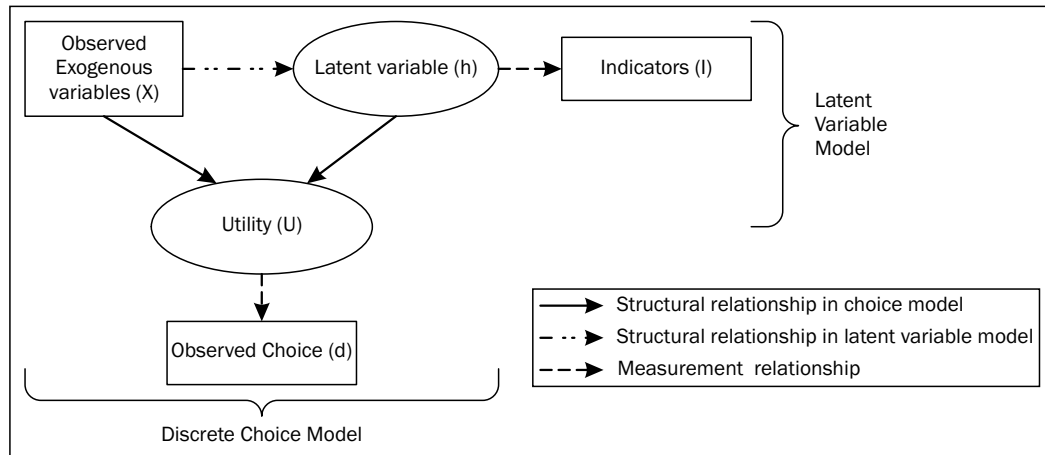 Observed
Exogenous
variables (X)
Latent variable (h)
Indicators (I)
Latent
Variable
Model
Utility (U)
Observed Choice (d)
Structural relationship in choice model
Structural relationship in latent variable model
Measurement relationship
Discrete Choice Model